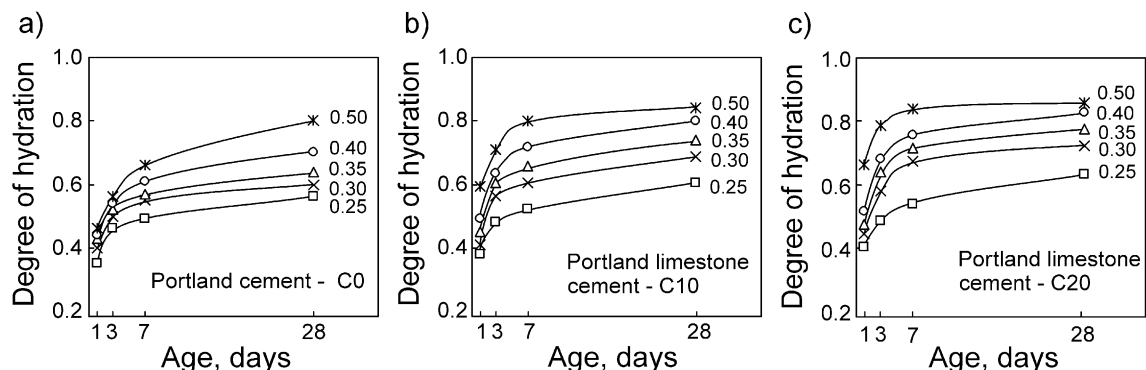 a)
Degree of hydration
1.0
0.8
0.6
0.4
0.2
0.50
0.40
0.35
0.30
0.25
Portland cement - C0
1 3 7 28
Age, days
b)
Degree of hydration
1.0
0.8
0.6
0.4
0.2
0.50
0.40
0.35
0.30
0.25
Portland limestone
cement - C10
1 3 7 28
Age, days
c)
Degree of hydration
1.0
0.8
0.6
0.4
0.2
0.50
0.40
0.35
0.30
0.25
Portland limestone
cement - C20
1 3 7 28
Age, days